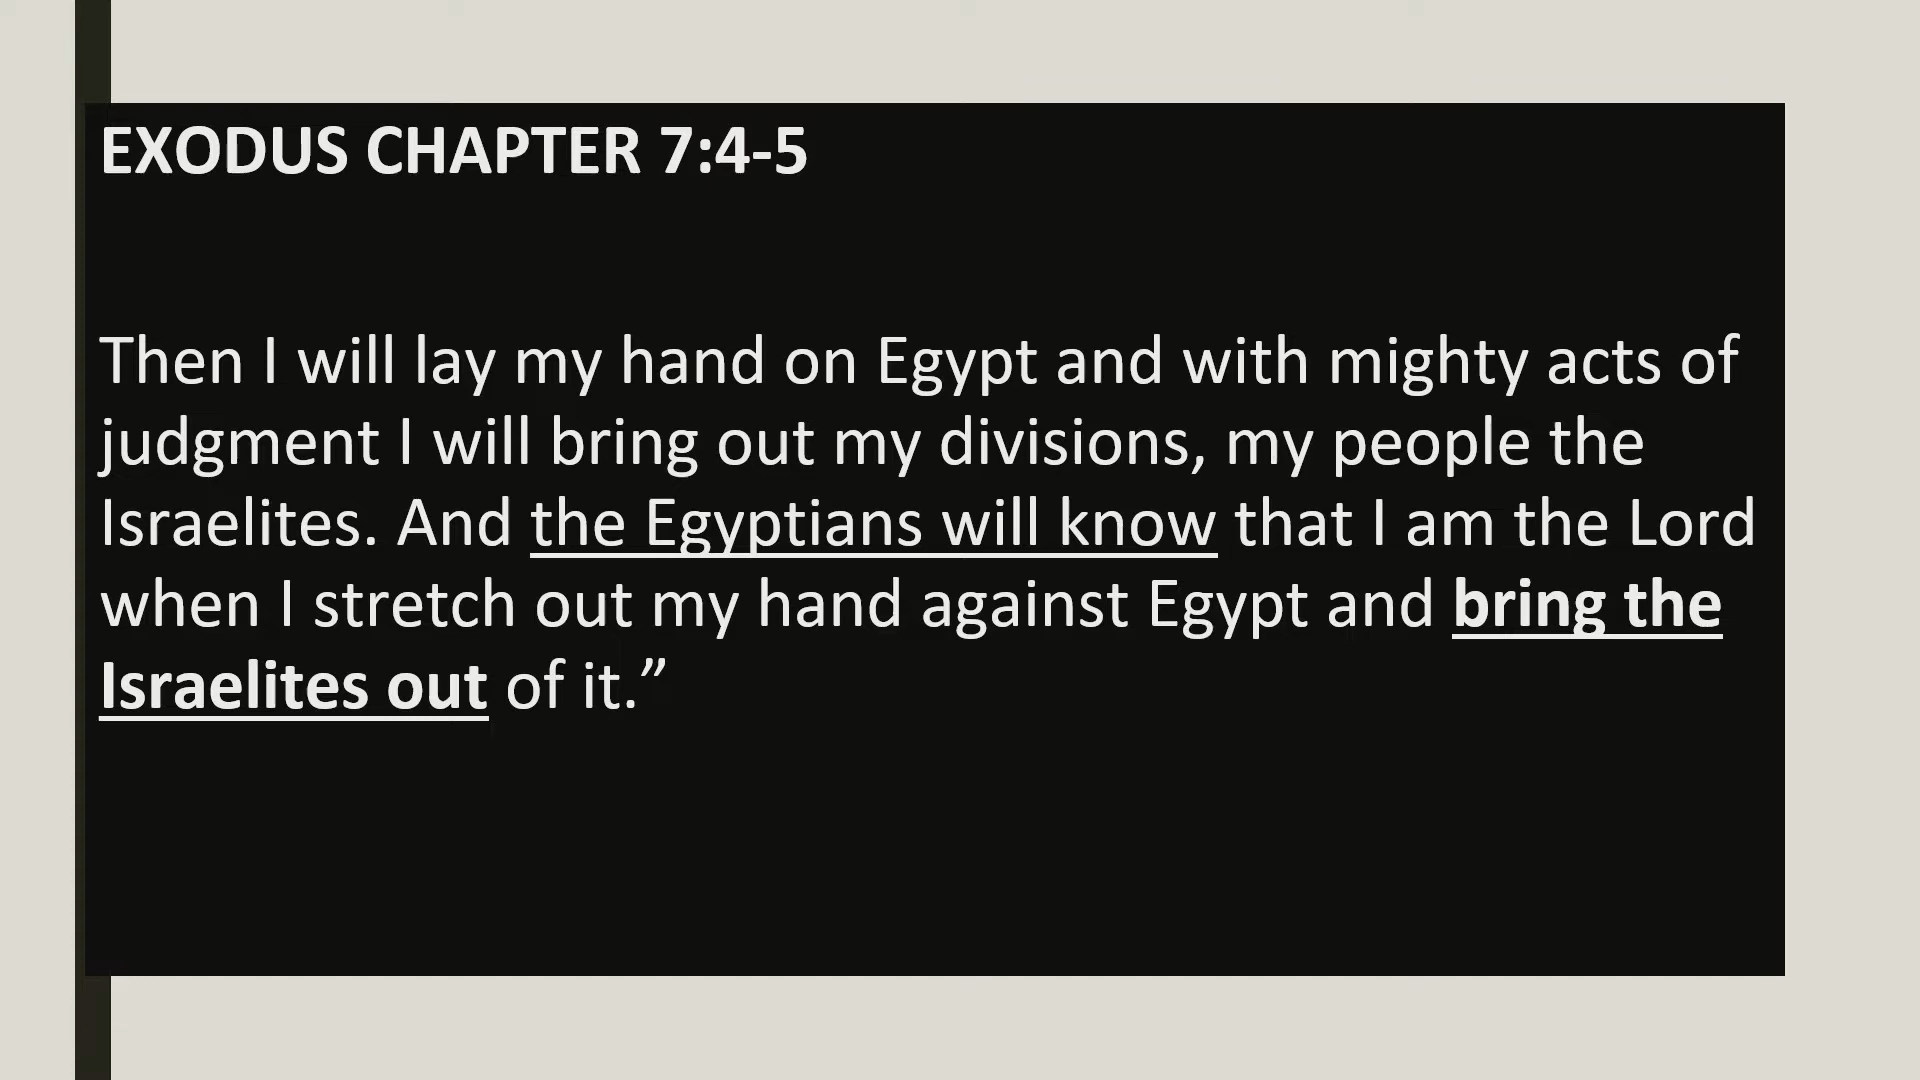 EXODUS CHAPTER 7:4-5
Then I will lay my hand on Egypt and with mighty acts of
judgment I will bring out my divisions, my people the
Israelites. And the Egyptians will know that I am the Lord
when I stretch out my hand against Egypt and bring the
Israelites out of it.”